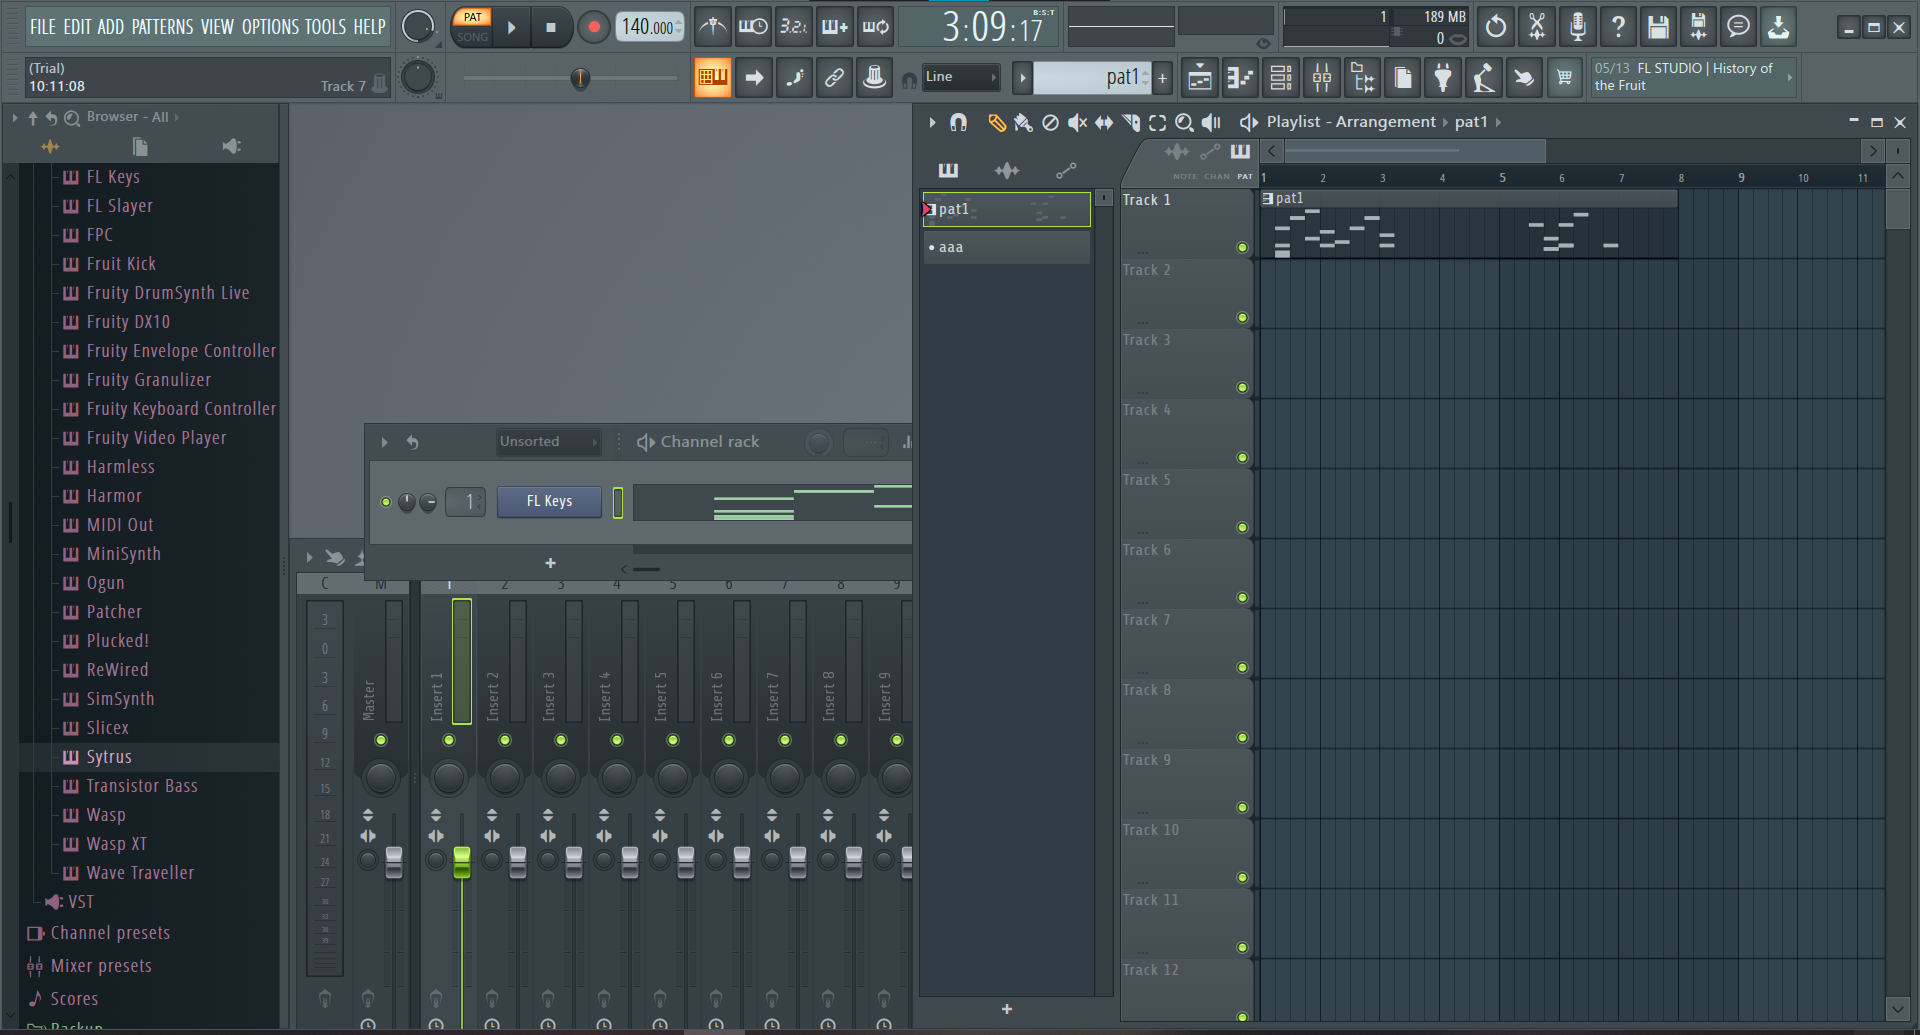 FILE EDIT ADD PATTERNS VIEW OPTIONS TOOLS HELP
PAT
SONG
140.000
3.2.
3:09:17
B:S:T
1
189 MB
0
(Trial)
10:11:08
Track 7
Line
pat1
+
05/13 FL STUDIO | History of
the Fruit
Browser - All
FL Keys
FL Slayer
FPC
Fruit Kick
Fruity DrumSynth Live
Fruity DX10
Fruity Envelope Controller
Fruity Granulizer
Fruity Keyboard Controller
Fruity Video Player
Harmless
Harmor
MIDI Out
MiniSynth
Ogun
Patcher
Plucked!
ReWired
SimSynth
Slicex
Sytrus
Transistor Bass
Wasp
Wasp XT
Wave Traveller
VST
Channel presets
Mixer presets
Scores
Backup
Unsorted
Channel rack
1
FL Keys
+
C M 1 2 3 4 5 6 7 8 9
3
0
3
6
9
12
15
18
21
24
27
30
33
36
39
Master
Insert 1
Insert 2
Insert 3
Insert 4
Insert 5
Insert 6
Insert 7
Insert 8
Insert 9
Playlist - Arrangement pat1
NOTE CHAN PAT
1 2 3 4 5 6 7 8 9 10 11
pat1
aaa
+
Track 1
pat1
Track 2
Track 3
Track 4
Track 5
Track 6
Track 7
Track 8
Track 9
Track 10
Track 11
Track 12